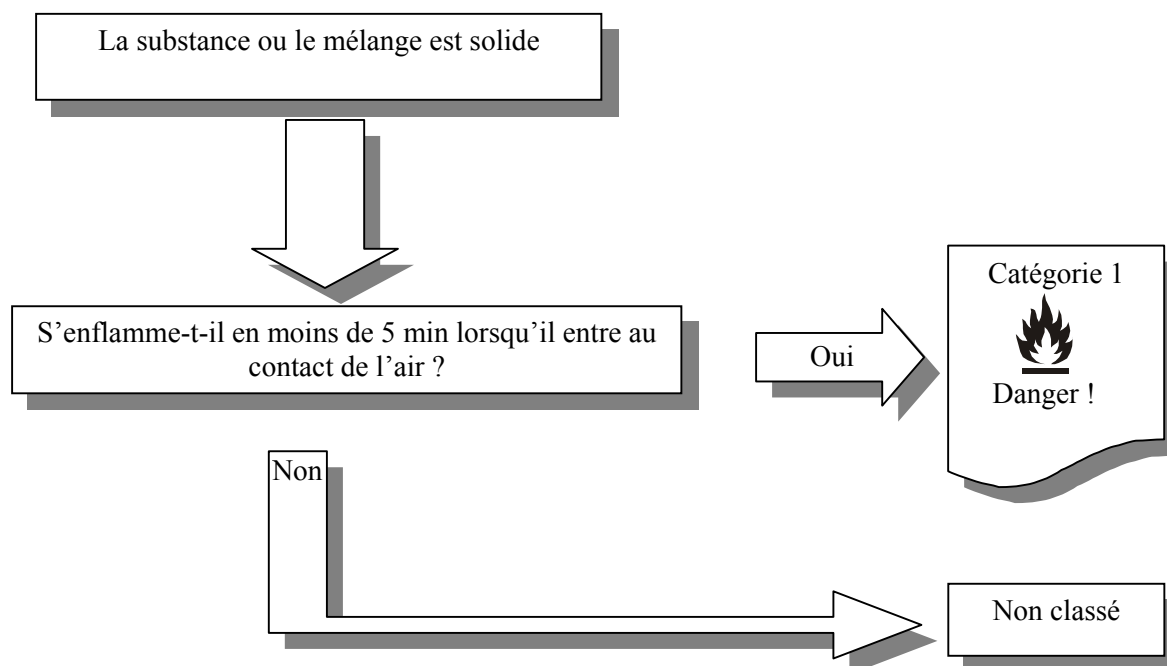 La substance ou le mélange est solide
S’enflamme-t-il en moins de 5 min lorsqu’il entre au
contact de l’air ?
Oui
Catégorie 1
Danger !
Non
Non classé